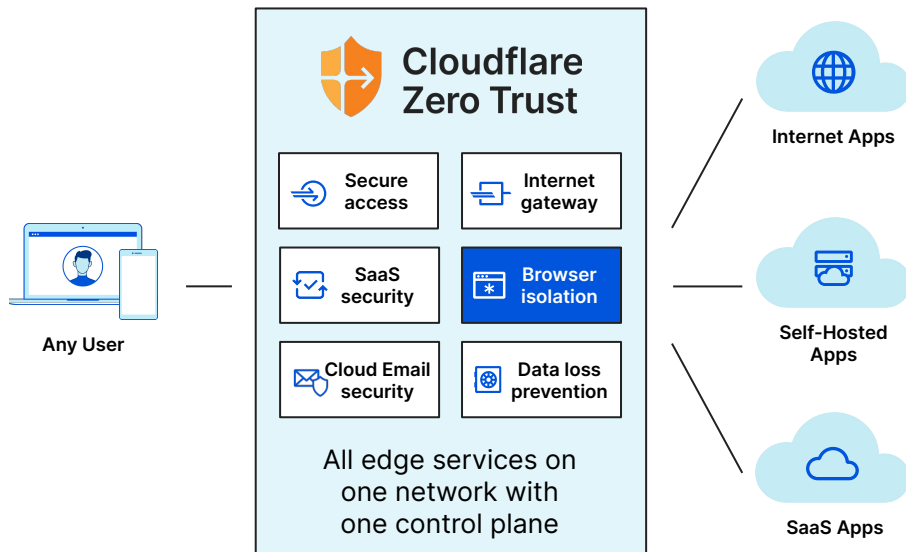 Cloudflare
Zero Trust
Secure
access
Internet
gateway
SaaS
security
Browser
isolation
Cloud Email
security
Data loss
prevention
All edge services on
one network with
one control plane
Any User
Internet Apps
Self-Hosted
Apps
SaaS Apps